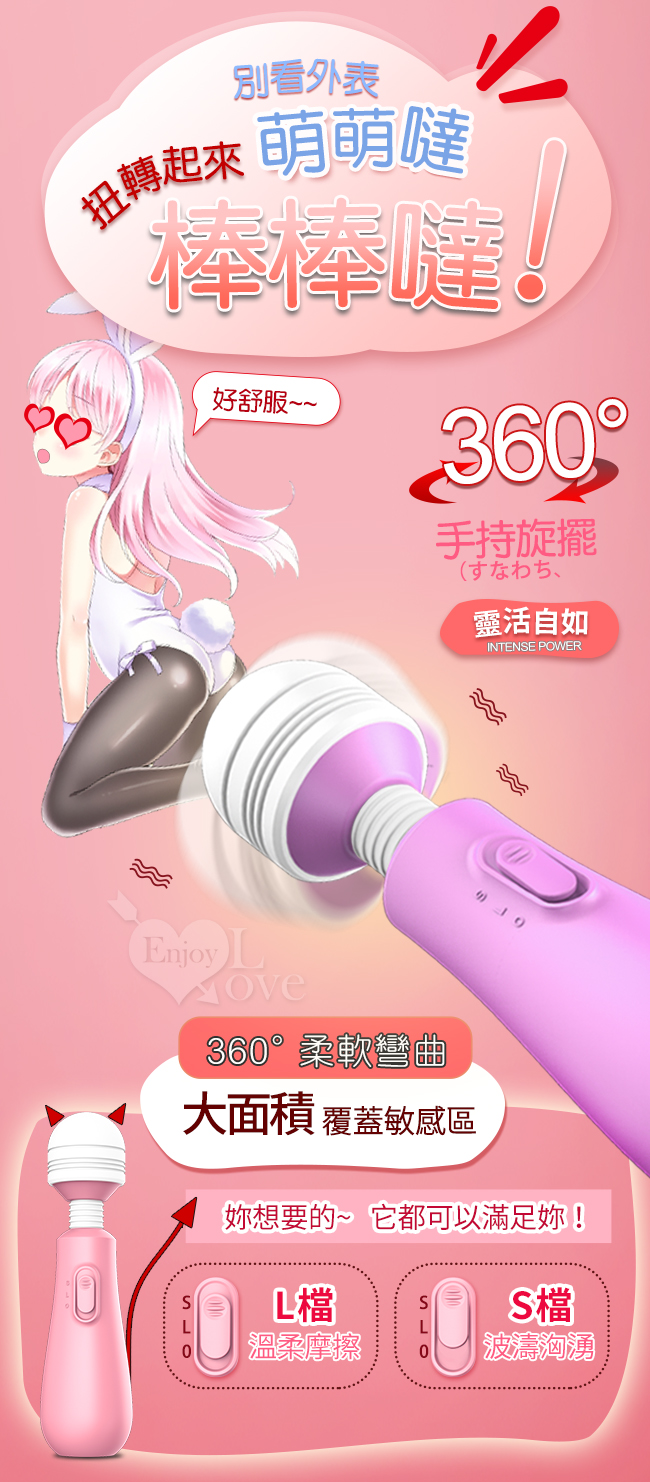 別看外表
萌萌噠
扭轉起來
棒棒噠!
好舒服~~
360°
手持旋擺
(すなわち、
靈活自如
INTENSE POWER
S L O
Enjoy Love
360° 柔軟彎曲
大面積 覆蓋敏感區
妳想要的~ 它都可以滿足妳!
S
L
O
L檔
溫柔摩擦
S
L
O
S檔
波濤洶湧